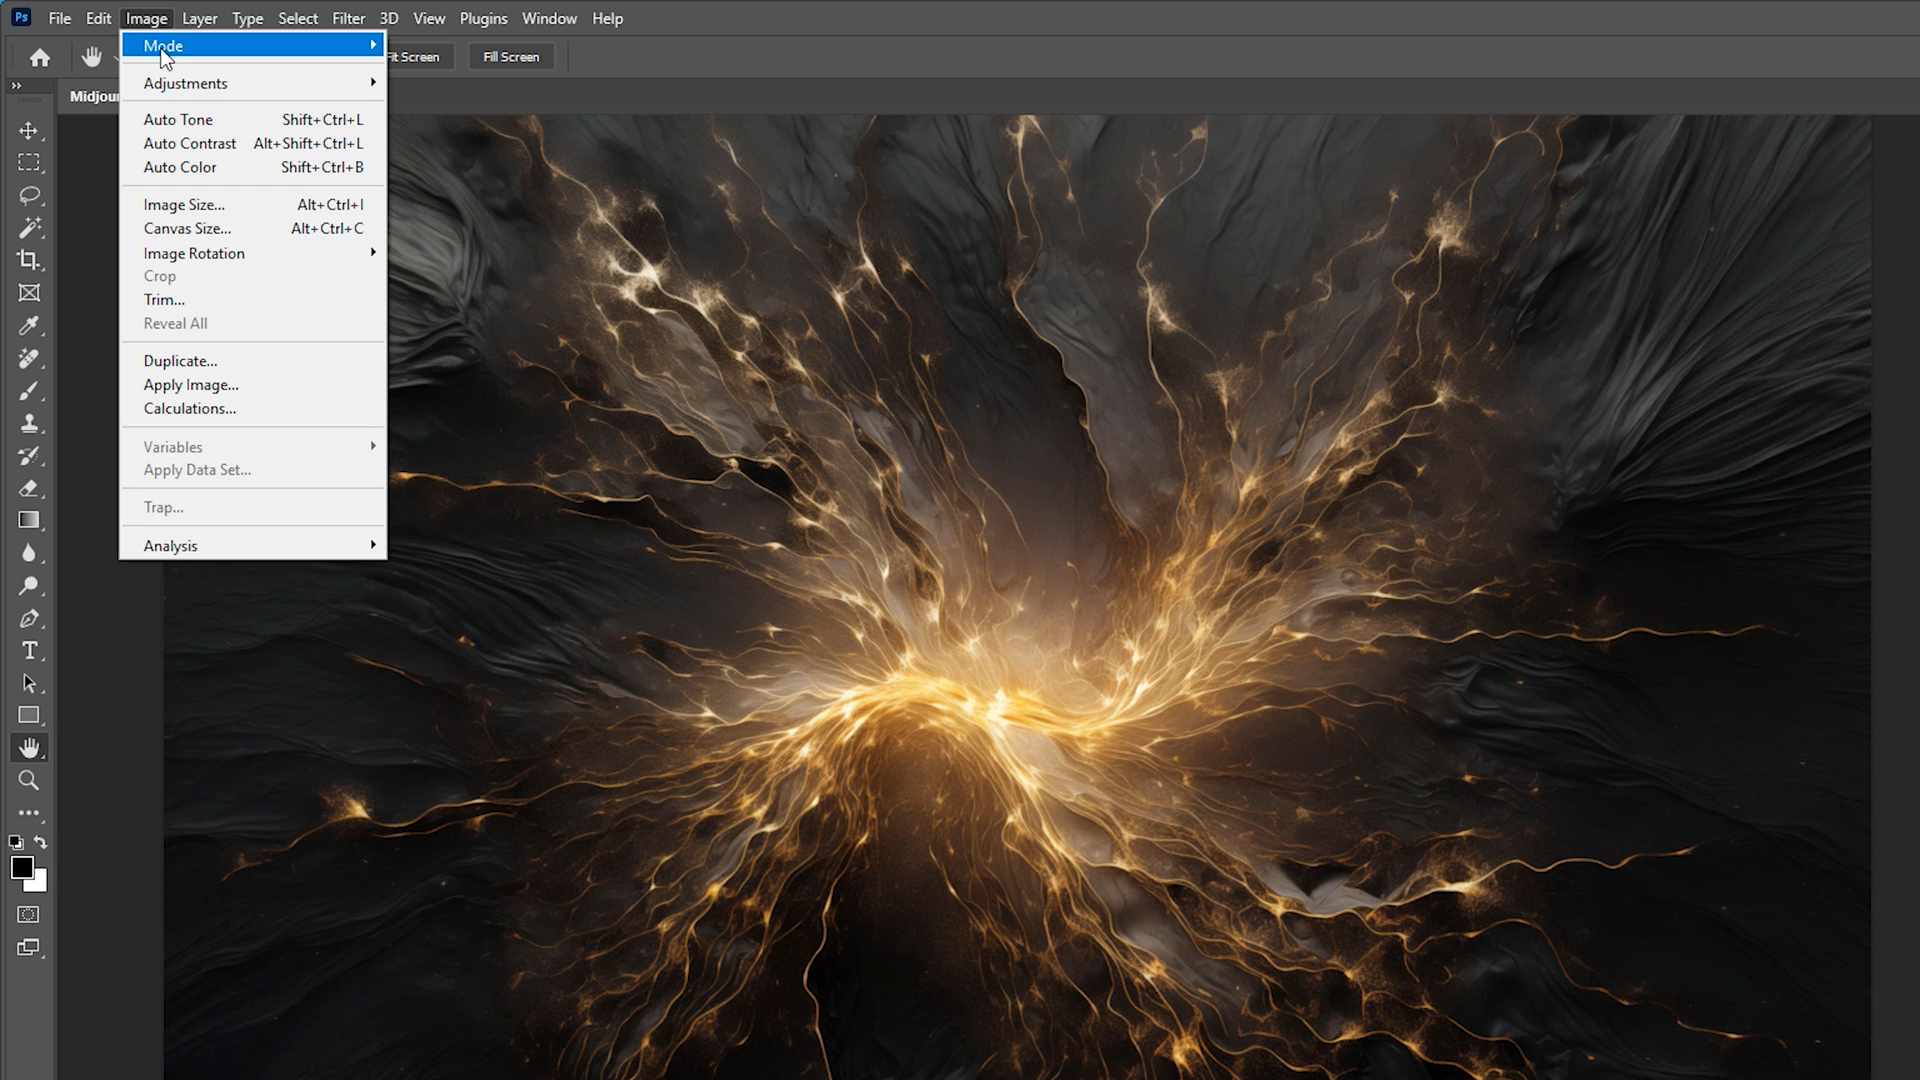 Ps File Edit Image Layer Type Select Filter 3D View Plugins Window Help
Fit Screen Fill Screen
Midjour
Mode
Adjustments
Auto Tone Shift+Ctrl+L
Auto Contrast Alt+Shift+Ctrl+L
Auto Color Shift+Ctrl+B
Image Size... Alt+Ctrl+I
Canvas Size... Alt+Ctrl+C
Image Rotation
Crop
Trim...
Reveal All
Duplicate...
Apply Image...
Calculations...
Variables
Apply Data Set...
Trap...
Analysis